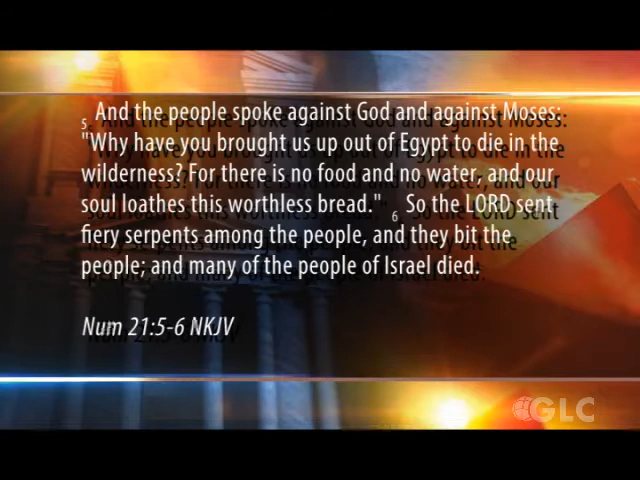 5 And the people spoke against God and against Moses:
"Why have you brought us up out of Egypt to die in the
wilderness? For there is no food and no water, and our
soul loathes this worthless bread." 6 So the LORD sent
fiery serpents among the people, and they bit the
people; and many of the people of Israel died.
Num 21:5-6 NKJV
GLC